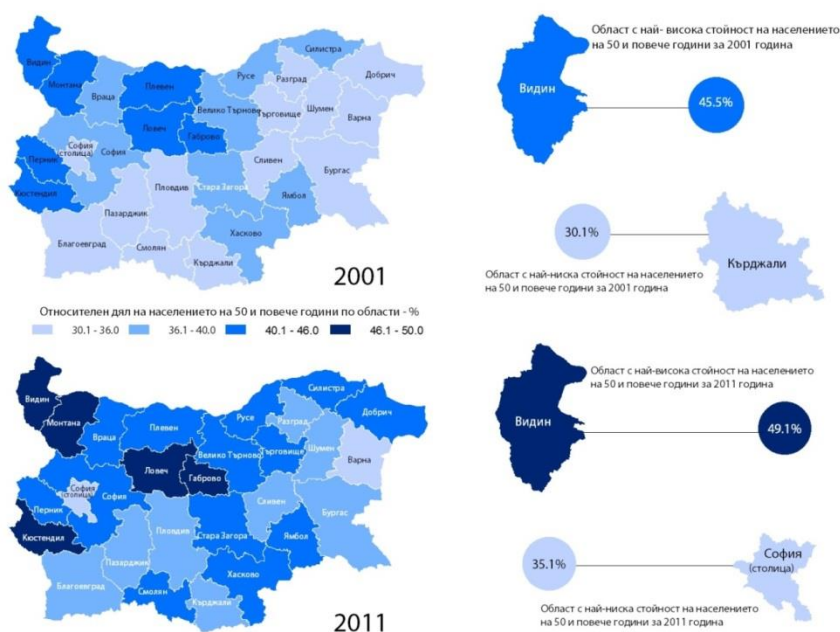 Видин
Монтана
Враца
Плевен
Ловеч
Габрово
Велико Търново
Русе
Силистра
Разград
Добрич
Търговище
Шумен
Варна
Перник
София
(столица)
София
Кюстендил
Сливен
Бургас
Стара Загора
Ямбол
Пловдив
Пазарджик
Хасково
Благоевград
Смолян
Кърджали
2001
Област с най- висока стойност на населението
на 50 и повече години за 2001 година
Видин
45.5%
30.1%
Кърджали
Област с най-ниска стойност на населението
на 50 и повече години за 2001 година
Относителен дял на населението на 50 и повече години по области - %
30.1 - 36.0 36.1 - 40.0 40.1 - 46.0 46.1 - 50.0
Видин
Монтана
Враца
Плевен
Ловеч
Габрово
Велико Търново
Русе
Силистра
Разград
Добрич
Търговище
Шумен
Варна
София
(столица)
София
Перник
Кюстендил
Сливен
Бургас
Стара Загора
Ямбол
Пловдив
Пазарджик
Хасково
Благоевград
Смолян
Кърджали
2011
Област с най-висока стойност на населението
на 50 и повече години за 2011 година
Видин
49.1%
35.1%
София
(столица)
Област с най-ниска стойност на населението
на 50 и повече години за 2011 година